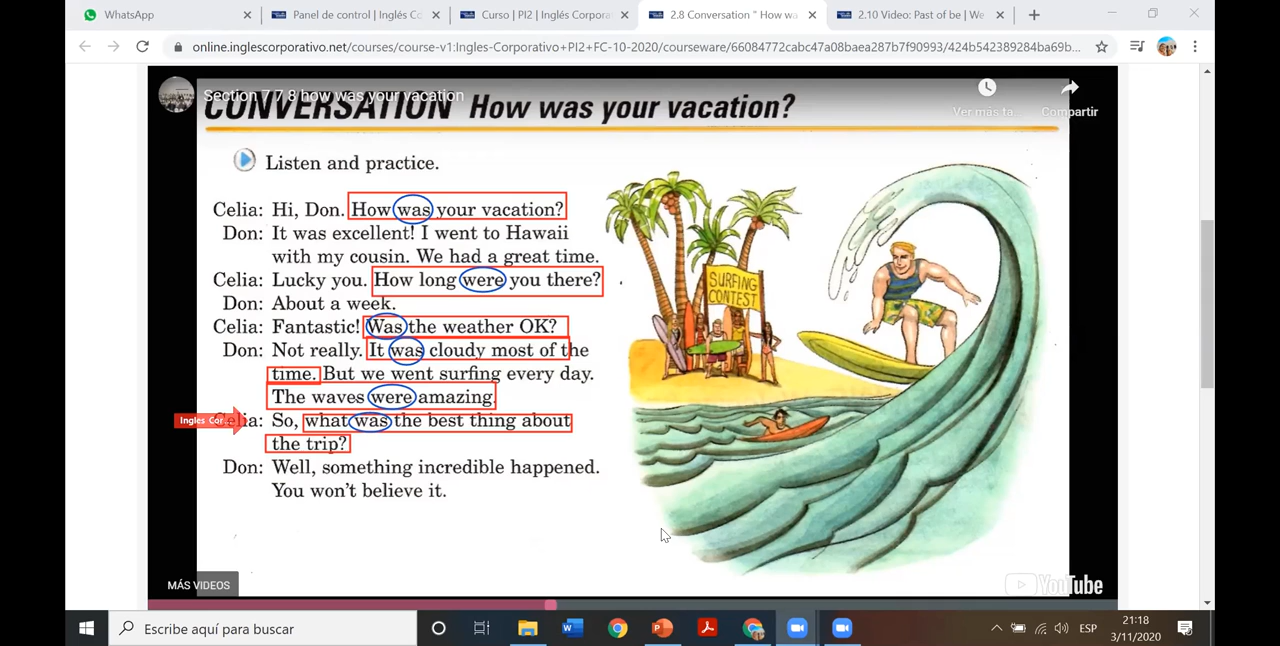 WhatsApp
Panel de control | Inglés C
Curso | PI2 | Inglés Corpora
2.8 Conversation " How wa
2.10 Video: Past of be | We
online.inglescorporativo.net/courses/course-v1:Ingles-Corporativo+PI2+FC-10-2020/courseware/66084772cabc47a08baea287b7f90993/424b542389284ba69b...
Section 7 7.8 how was your vacation
Ver más ta...
Compartir
CONVERSATION How was your vacation?
Listen and practice.
Celia: Hi, Don. How was your vacation?
Don: It was excellent! I went to Hawaii
with my cousin. We had a great time.
Celia: Lucky you. How long were you there?
Don: About a week.
Celia: Fantastic! Was the weather OK?
Don: Not really. It was cloudy most of the
time. But we went surfing every day.
The waves were amazing.
Ingles Cor...
Celia: So, what was the best thing about
the trip?
Don: Well, something incredible happened.
You won't believe it.
SURFING
CONTEST
MÁS VIDEOS
YouTube
Escribe aquí para buscar
ESP
21:18
3/11/2020